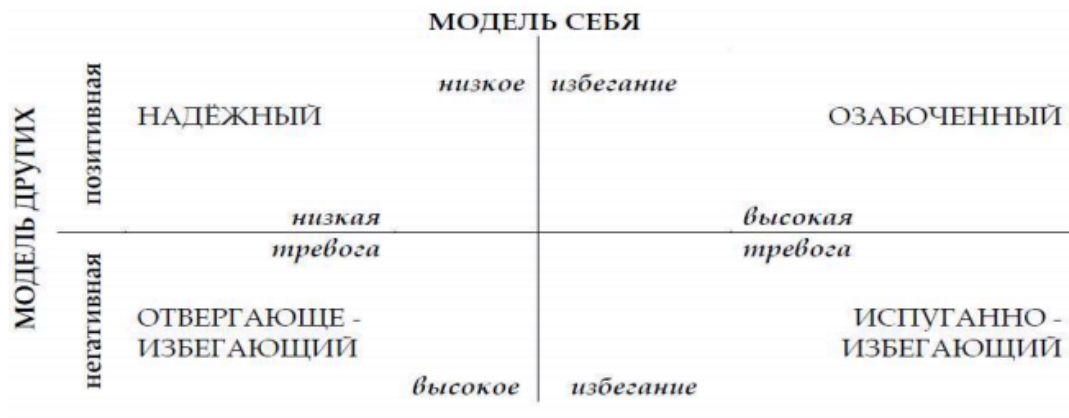 МОДЕЛЬ СЕБЯ
МОДЕЛЬ ДРУГИХ
позитивная
негативная
низкое избегание
НАДЁЖНЫЙ
ОЗАБОЧЕННЫЙ
низкая
высокая
тревога
тревога
ОТВЕРГАЮЩЕ -
ИЗБЕГАЮЩИЙ
ИСПУГАННО -
ИЗБЕГАЮЩИЙ
высокое избегание